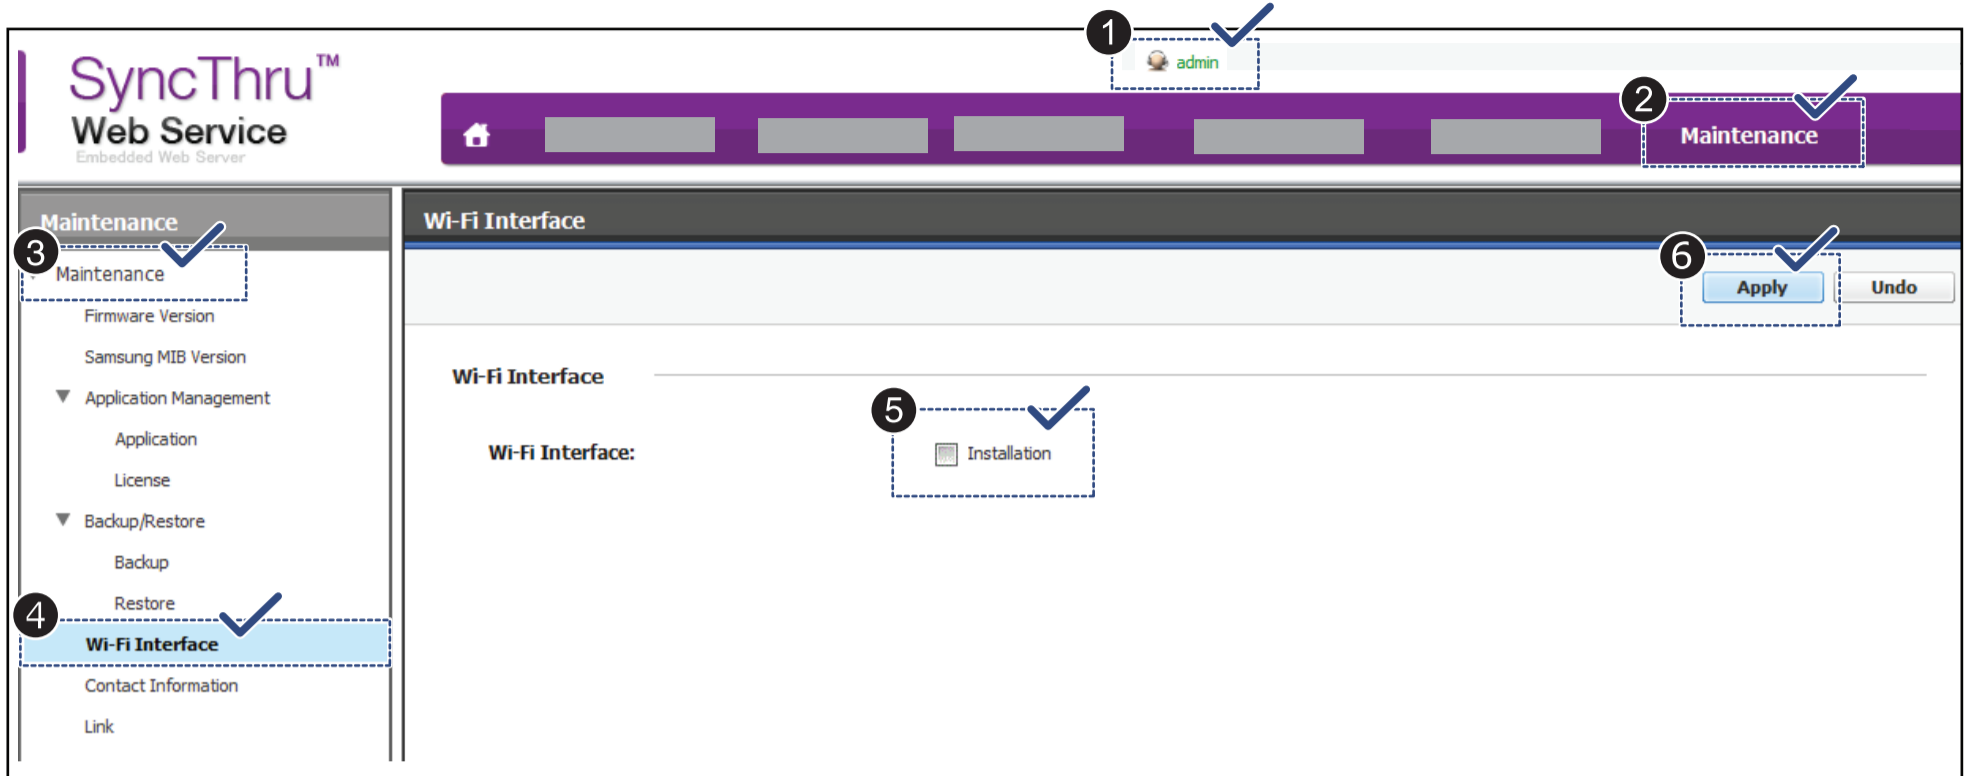 1
admin
SyncThru™
Web Service
Embedded Web Server
2
Maintenance
Maintenance
3
Maintenance
Firmware Version
Samsung MIB Version
Application Management
Application
License
Backup/Restore
Backup
Restore
4
Wi-Fi Interface
Contact Information
Link
Wi-Fi Interface
6
Apply Undo
Wi-Fi Interface
5
Wi-Fi Interface: Installation